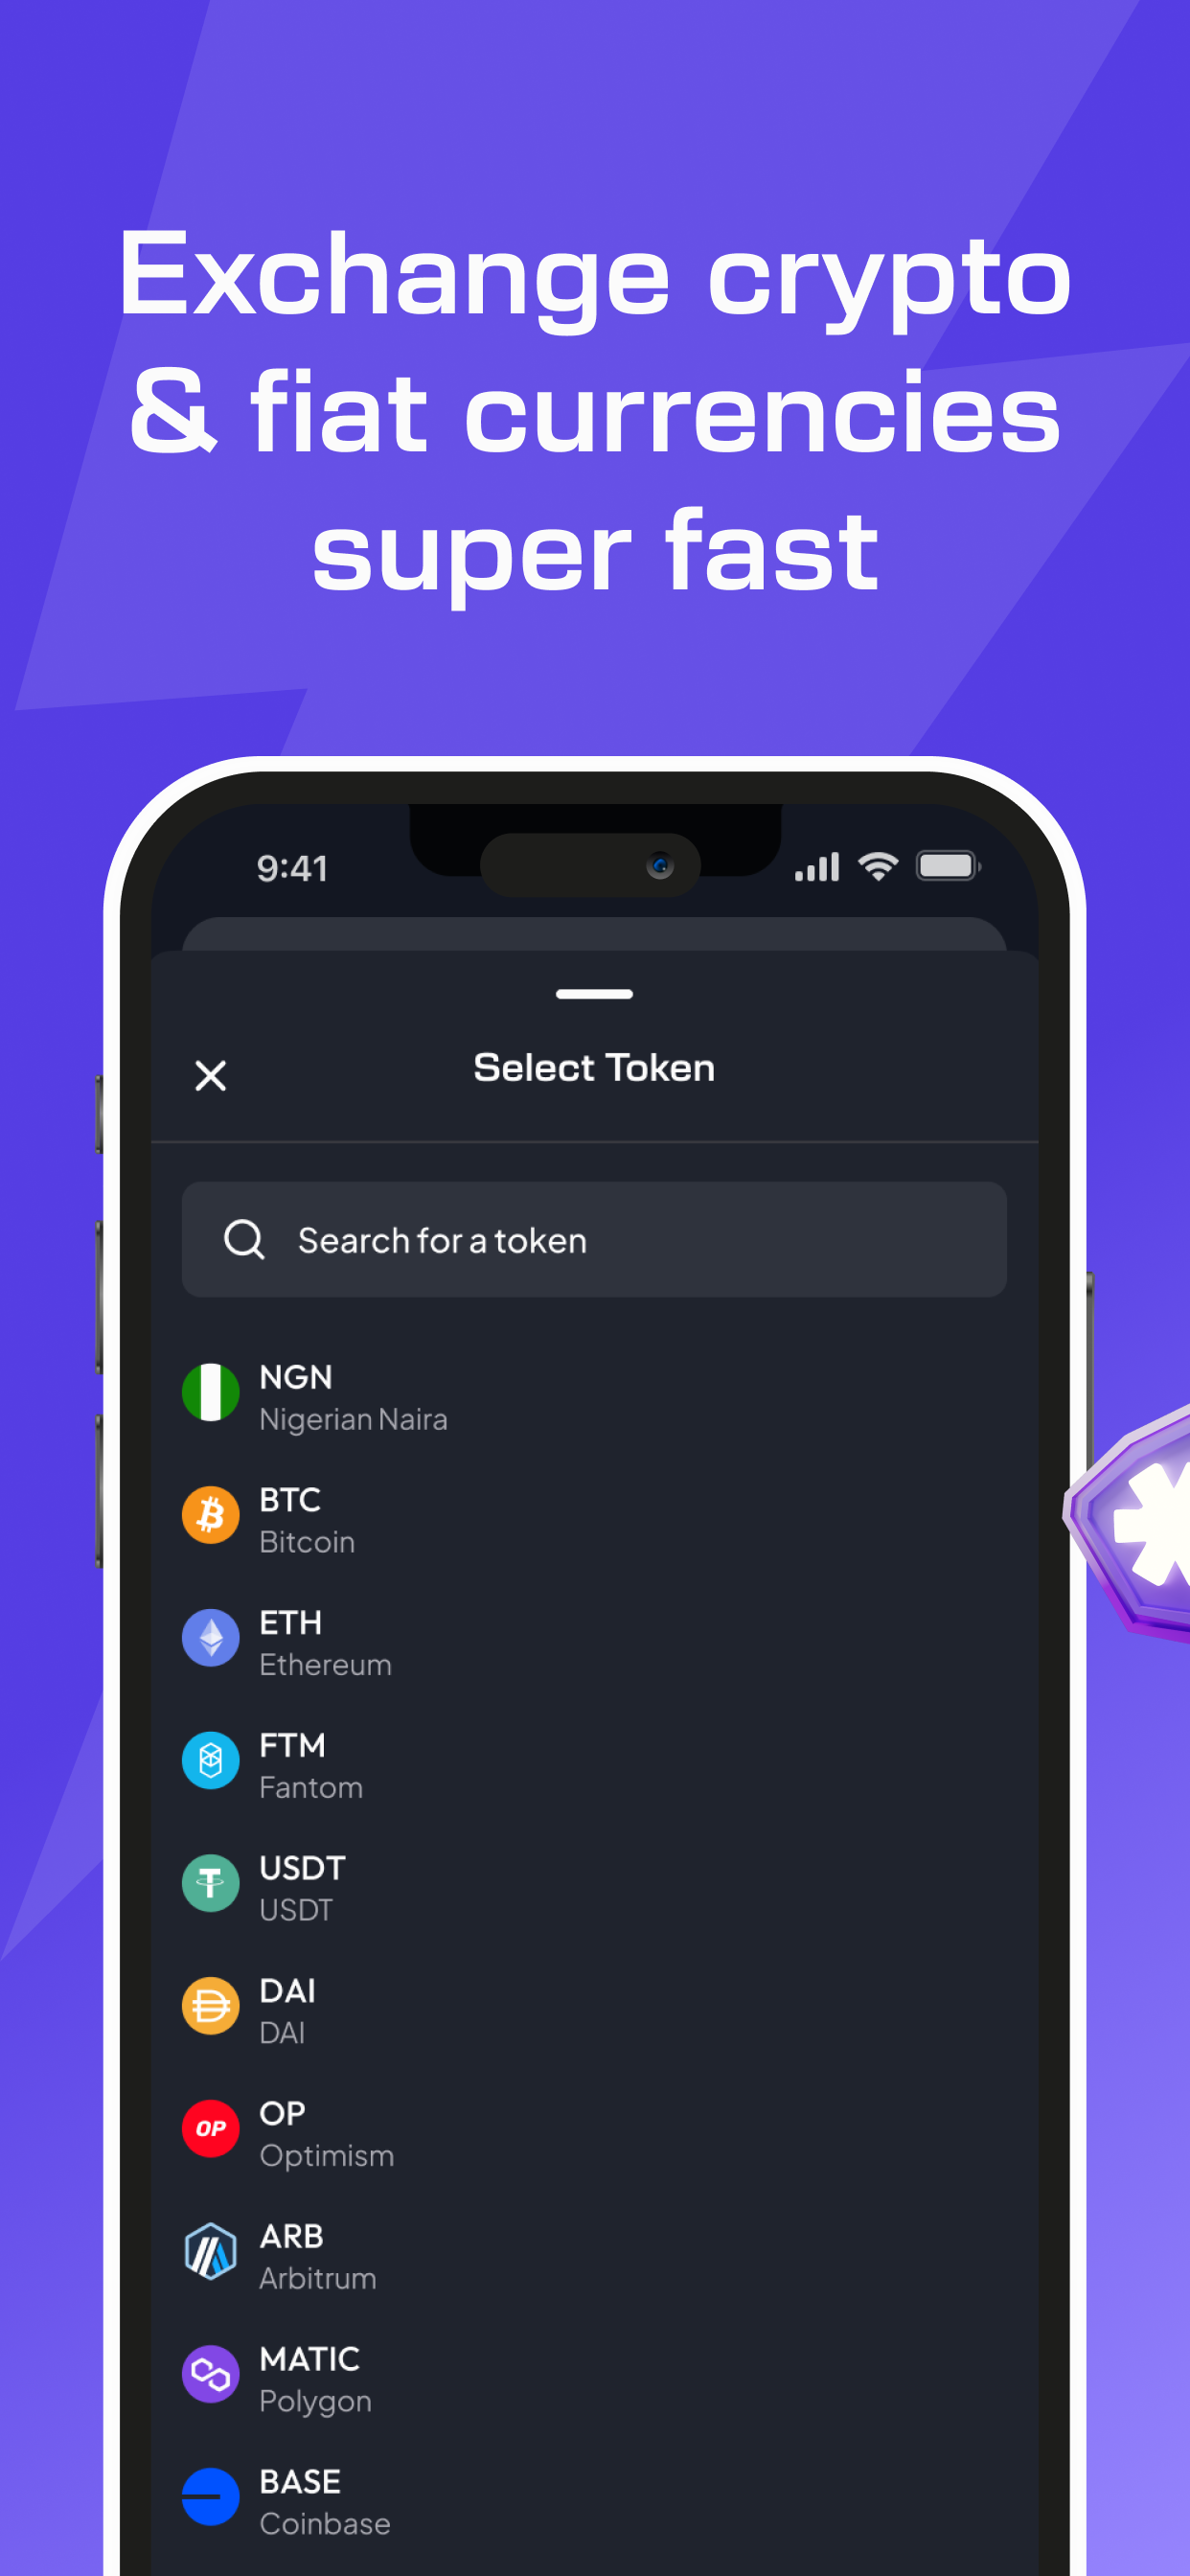 Exchange crypto
& fiat currencies
super fast
9:41
Select Token
Search for a token
NGN
Nigerian Naira
BTC
Bitcoin
ETH
Ethereum
FTM
Fantom
USDT
USDT
DAI
DAI
OP
OP
Optimism
ARB
Arbitrum
MATIC
Polygon
BASE
Coinbase